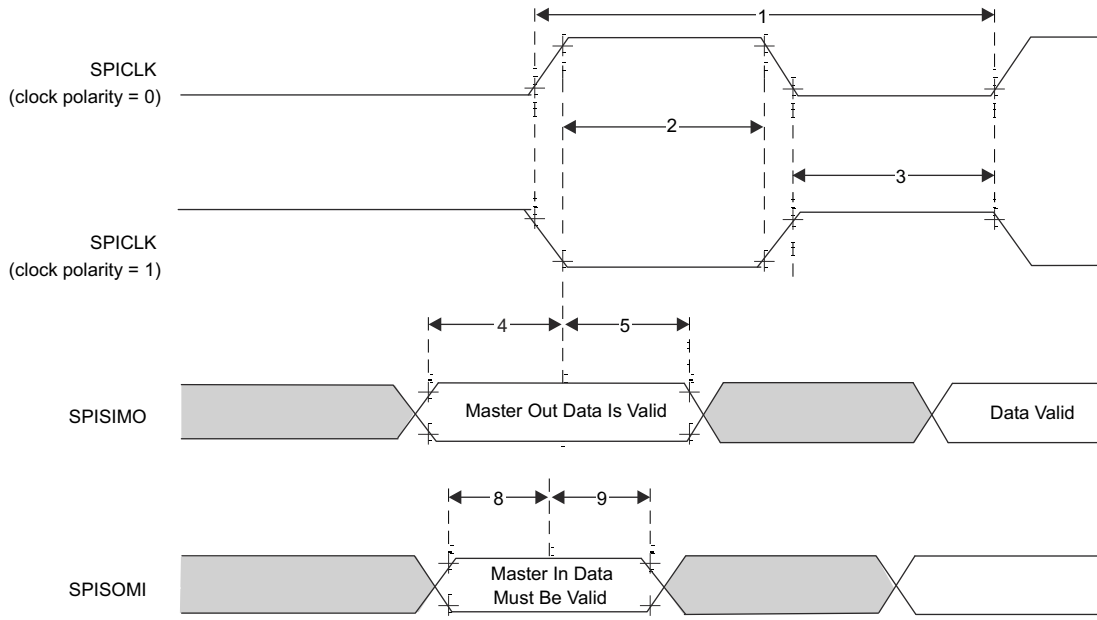 1
SPICLK
(clock polarity = 0)
2
3
SPICLK
(clock polarity = 1)
4
5
SPISIMO
Master Out Data Is Valid
Data Valid
8
9
SPISOMI
Master In Data
Must Be Valid